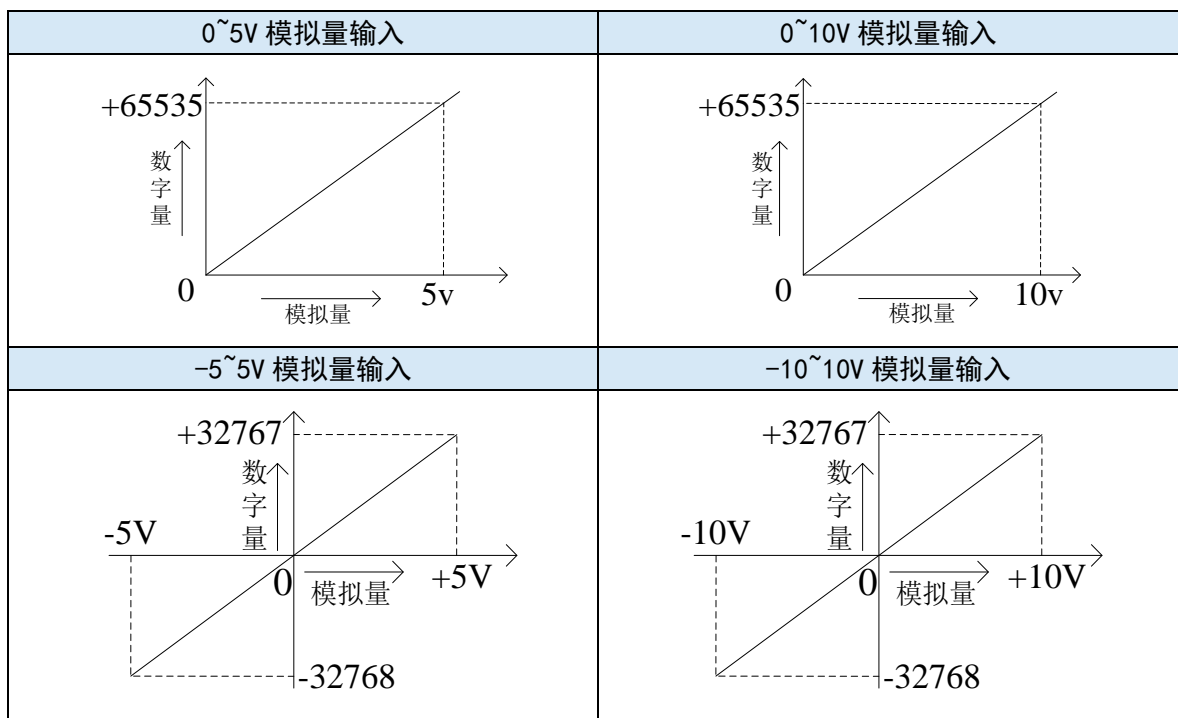 0~5V 模拟量输入
0~10V 模拟量输入
+65535
数字量
0
模拟量
5v
+65535
数字量
0
模拟量
10v
-5~5V 模拟量输入
-10~10V 模拟量输入
+32767
数字量
-5V
0
模拟量
+5V
-32768
+32767
数字量
-10V
0
模拟量
+10V
-32768